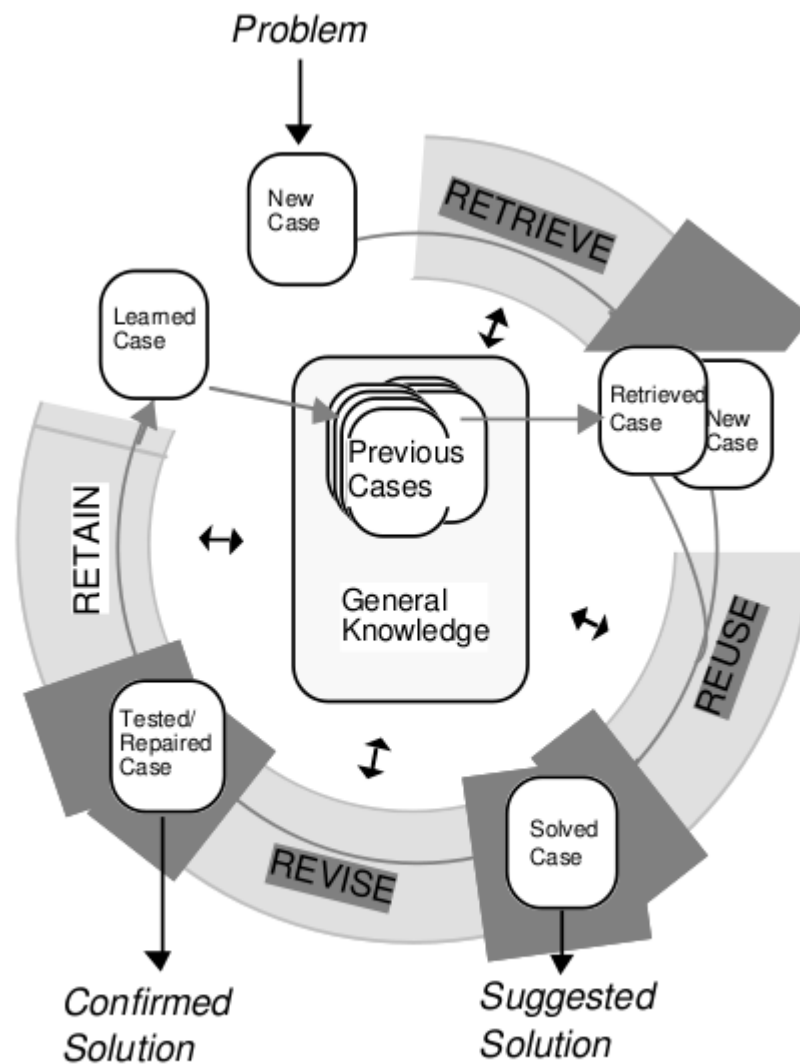 Problem
New
Case
RETRIEVE
Learned
Case
Retrieved
Case
New
Case
Previous
Cases
RETAIN
General
Knowledge
REUSE
Tested/
Repaired
Case
Solved
Case
REVISE
Confirmed
Solution
Suggested
Solution